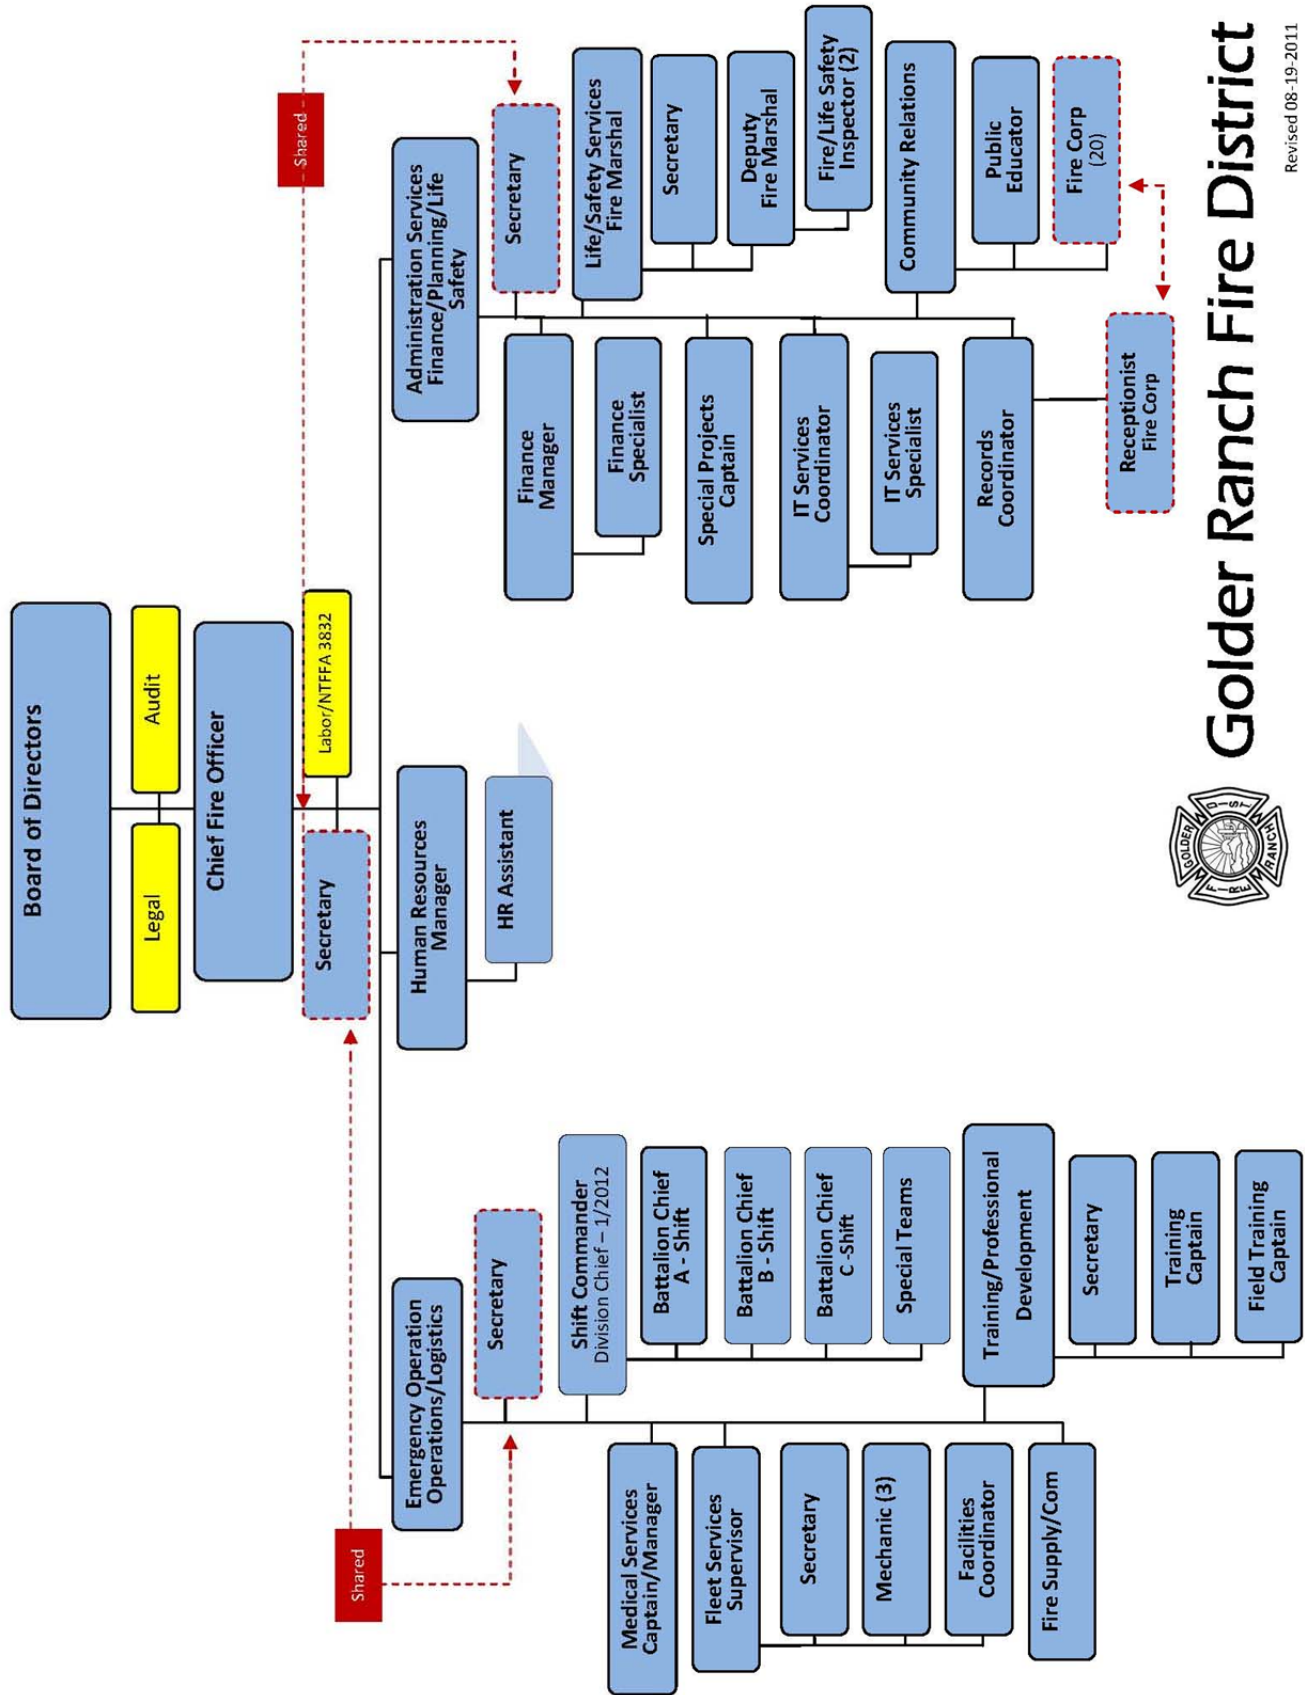 Board of Directors
Legal
Audit
Chief Fire Officer
Shared
Secretary
Labor/NTFFA 3832
Shared
Emergency Operation
Operations/Logistics
Human Resources
Manager
Administration Services
Finance/Planning/Life
Safety
Secretary
HR Assistant
Secretary
Shift Commander
Division Chief – 1/2012
Battalion Chief
A - Shift
Battalion Chief
B - Shift
Battalion Chief
C -Shift
Special Teams
Medical Services
Captain/Manager
Fleet Services
Supervisor
Secretary
Mechanic (3)
Facilities
Coordinator
Fire Supply/Com
Training/Professional
Development
Secretary
Training
Captain
Field Training
Captain
Finance
Manager
Finance
Specialist
Special Projects
Captain
IT Services
Coordinator
IT Services
Specialist
Records
Coordinator
Receptionist
Fire Corp
Life/Safety Services
Fire Marshal
Secretary
Deputy
Fire Marshal
Fire/Life Safety
Inspector (2)
Community Relations
Public
Educator
Fire Corp
(20)
GOLDER
RANCH
FIRE
DIST
Golder Ranch Fire District
Revised 08-19-2011